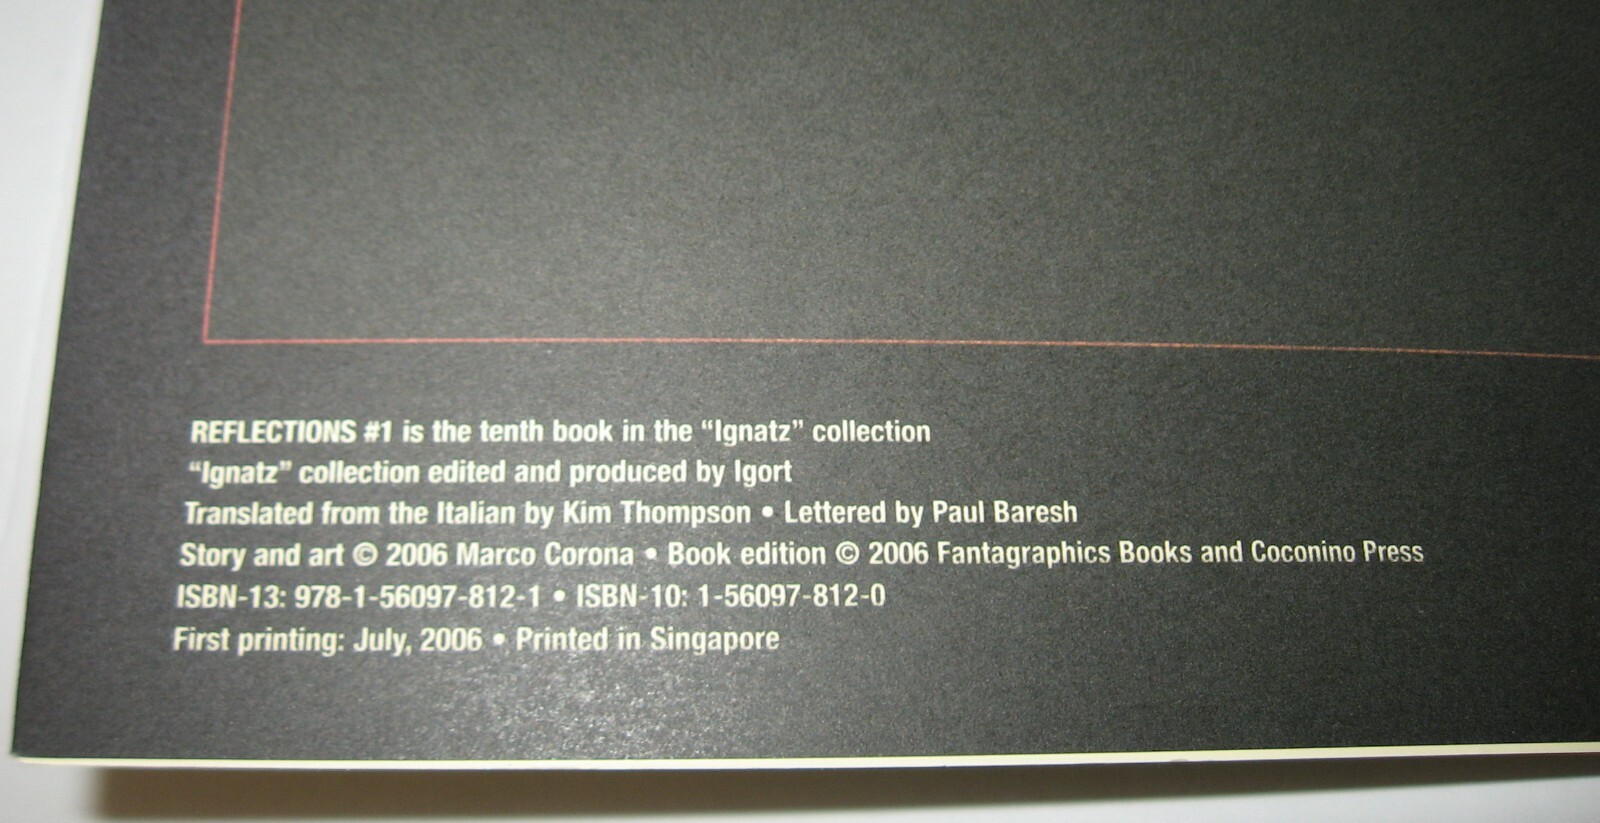 REFLECTIONS #1 is the tenth book in the “Ignatz” collection
“Ignatz” collection edited and produced by Igort
Translated from the Italian by Kim Thompson • Lettered by Paul Baresh
Story and art © 2006 Marco Corona • Book edition © 2006 Fantagraphics Books and Coconino Press
ISBN-13: 978-1-56097-812-1 • ISBN-10: 1-56097-812-0
First printing: July, 2006 • Printed in Singapore